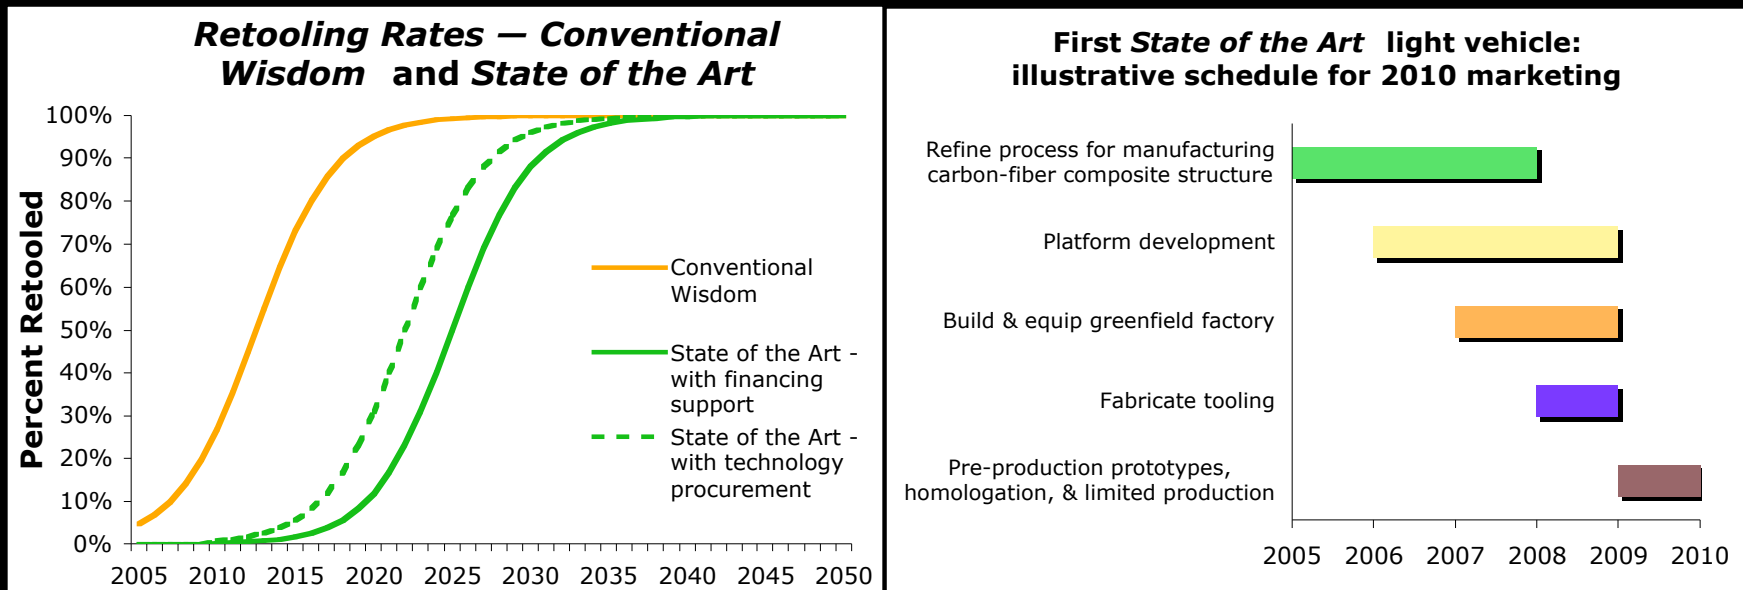 Retooling Rates — Conventional
Wisdom and State of the Art
100%
90%
80%
70%
60%
50%
40%
30%
20%
10%
0%
Percent Retooled
Conventional
Wisdom
State of the Art -
with financing
support
State of the Art -
with technology
procurement
2005 2010 2015 2020 2025 2030 2035 2040 2045 2050
First State of the Art light vehicle:
illustrative schedule for 2010 marketing
Refine process for manufacturing
carbon-fiber composite structure
Platform development
Build & equip greenfield factory
Fabricate tooling
Pre-production prototypes,
homologation, & limited production
2005 2006 2007 2008 2009 2010